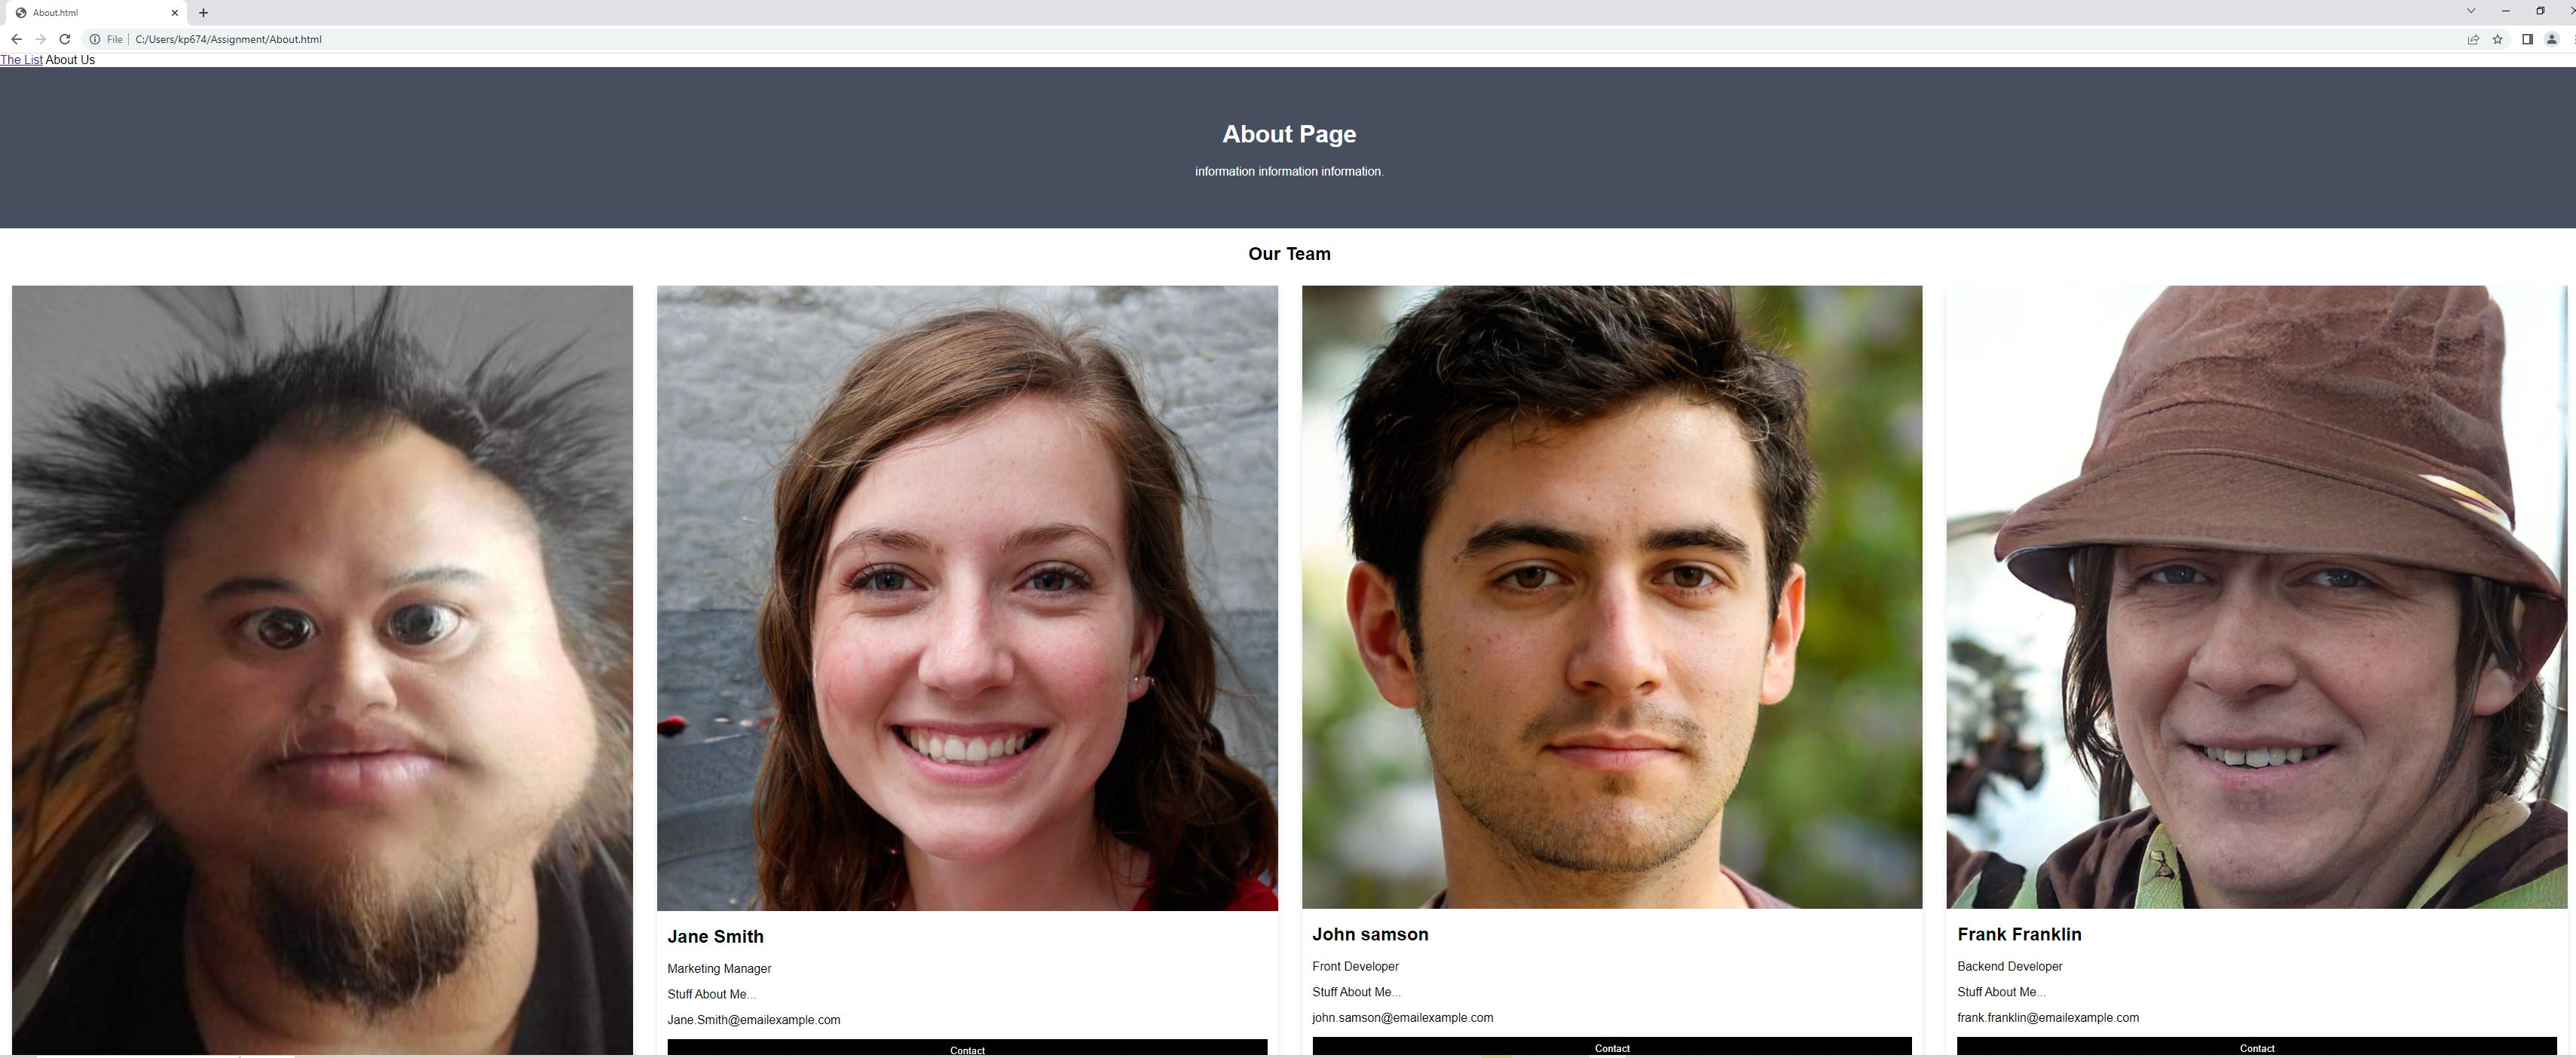 About.html
File C:/Users/kp674/Assignment/About.html
The List About Us
About Page
information information information.
Our Team
Jane Smith
Marketing Manager
Stuff About Me...
Jane.Smith@emailexample.com
Contact
John samson
Front Developer
Stuff About Me...
john.samson@emailexample.com
Contact
Frank Franklin
Backend Developer
Stuff About Me...
frank.franklin@emailexample.com
Contact